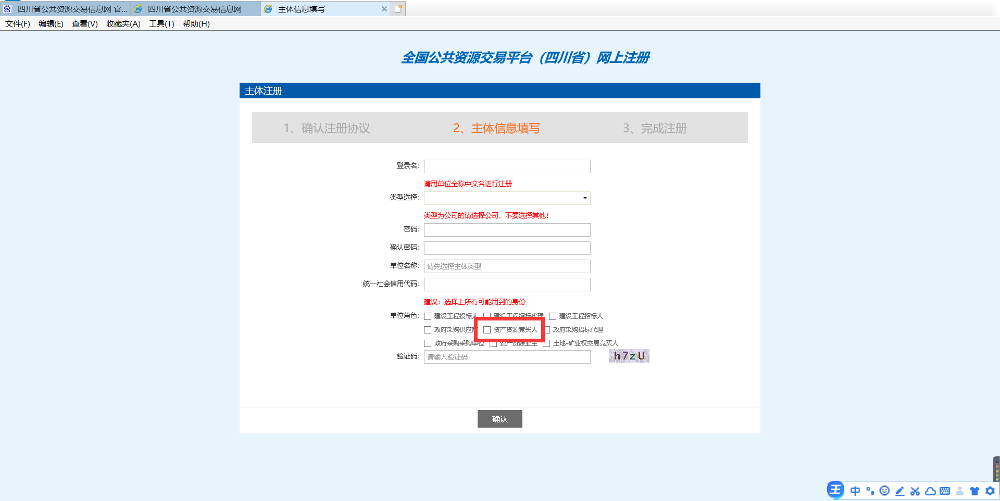 四川省公共资源交易信息网 官... 四川省公共资源交易信息网 主体信息填写
文件(F) 编辑(E) 查看(V) 收藏夹(A) 工具(T) 帮助(H)
全国公共资源交易平台（四川省）网上注册
主体注册
1、确认注册协议 2、主体信息填写 3、完成注册
登录名：
请用单位全称中文名进行注册
类型选择：
类型为公司的请选择公司，不要选择其他！
密码：
确认密码：
单位名称： 请先选择主体类型
统一社会信用代码：
建议：选择上所有可能用到的身份
单位角色： 建设工程投标人 建设工程招标代理 建设工程招标人
政府采购供应商 资产资源竞买人 政府采购招标代理
政府采购采购单位 资产资源业主 土地-矿业权交易竞买人
验证码： 请输入验证码 h7zU
确认
王 中